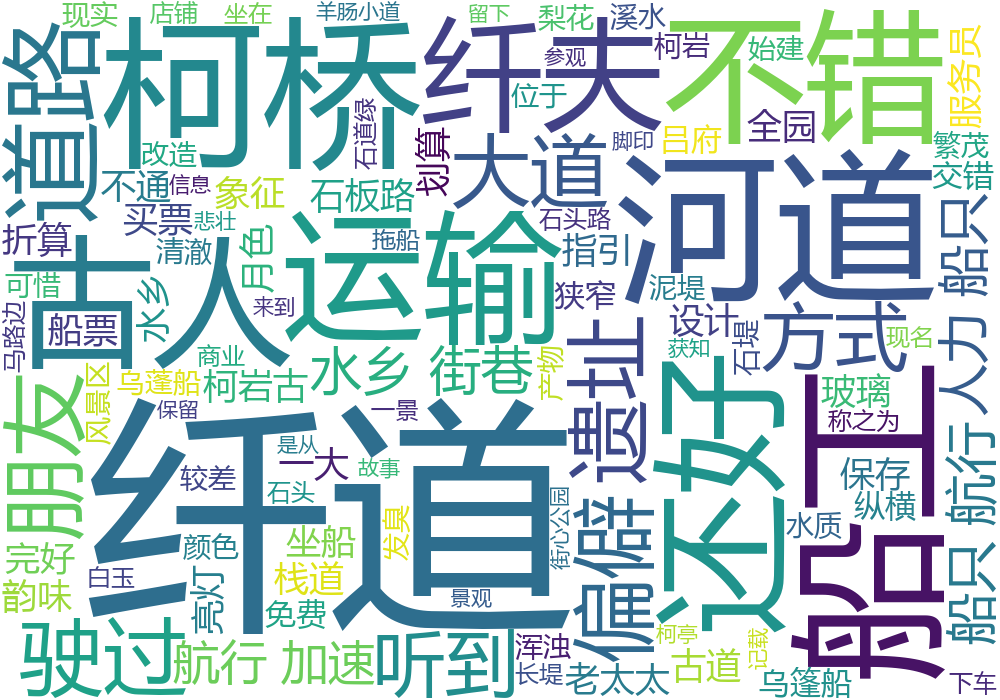 现实
店铺
坐在
羊肠小道
留下
梨花
溪水
不错
服务员
道路
柯桥
纤夫
参观
柯岩
始建
位于
石道绿
划算
大道
脚印
吕府
全园
繁茂
交错
改造
不通
信息
象征
石板路
河道
船只
买票
悲壮
运输
石头路
折算
古人
清澈
用色
拖船
指引
可惜
船票
水乡
来到
狭窄
泥堤
马路边
设计
石堤
方式
现名
人力
商业
获知
朋友
风景区
乌蓬船
柯岩古
水乡
街巷
产物
遗址
还好
玻璃
称之为
船工
保留
一景
纤道
是从
一大
故事
较差
石头
保存
纵横
航行
街心公园
偏僻
水质
完好
颜色
坐船
发臭
白玉
栈道
韵味
亮灯
免费
景观
船只
驶过
航行
加速
听到
浑浊
长堤
老太太
柯亭
古道
记载
乌篷船
下车